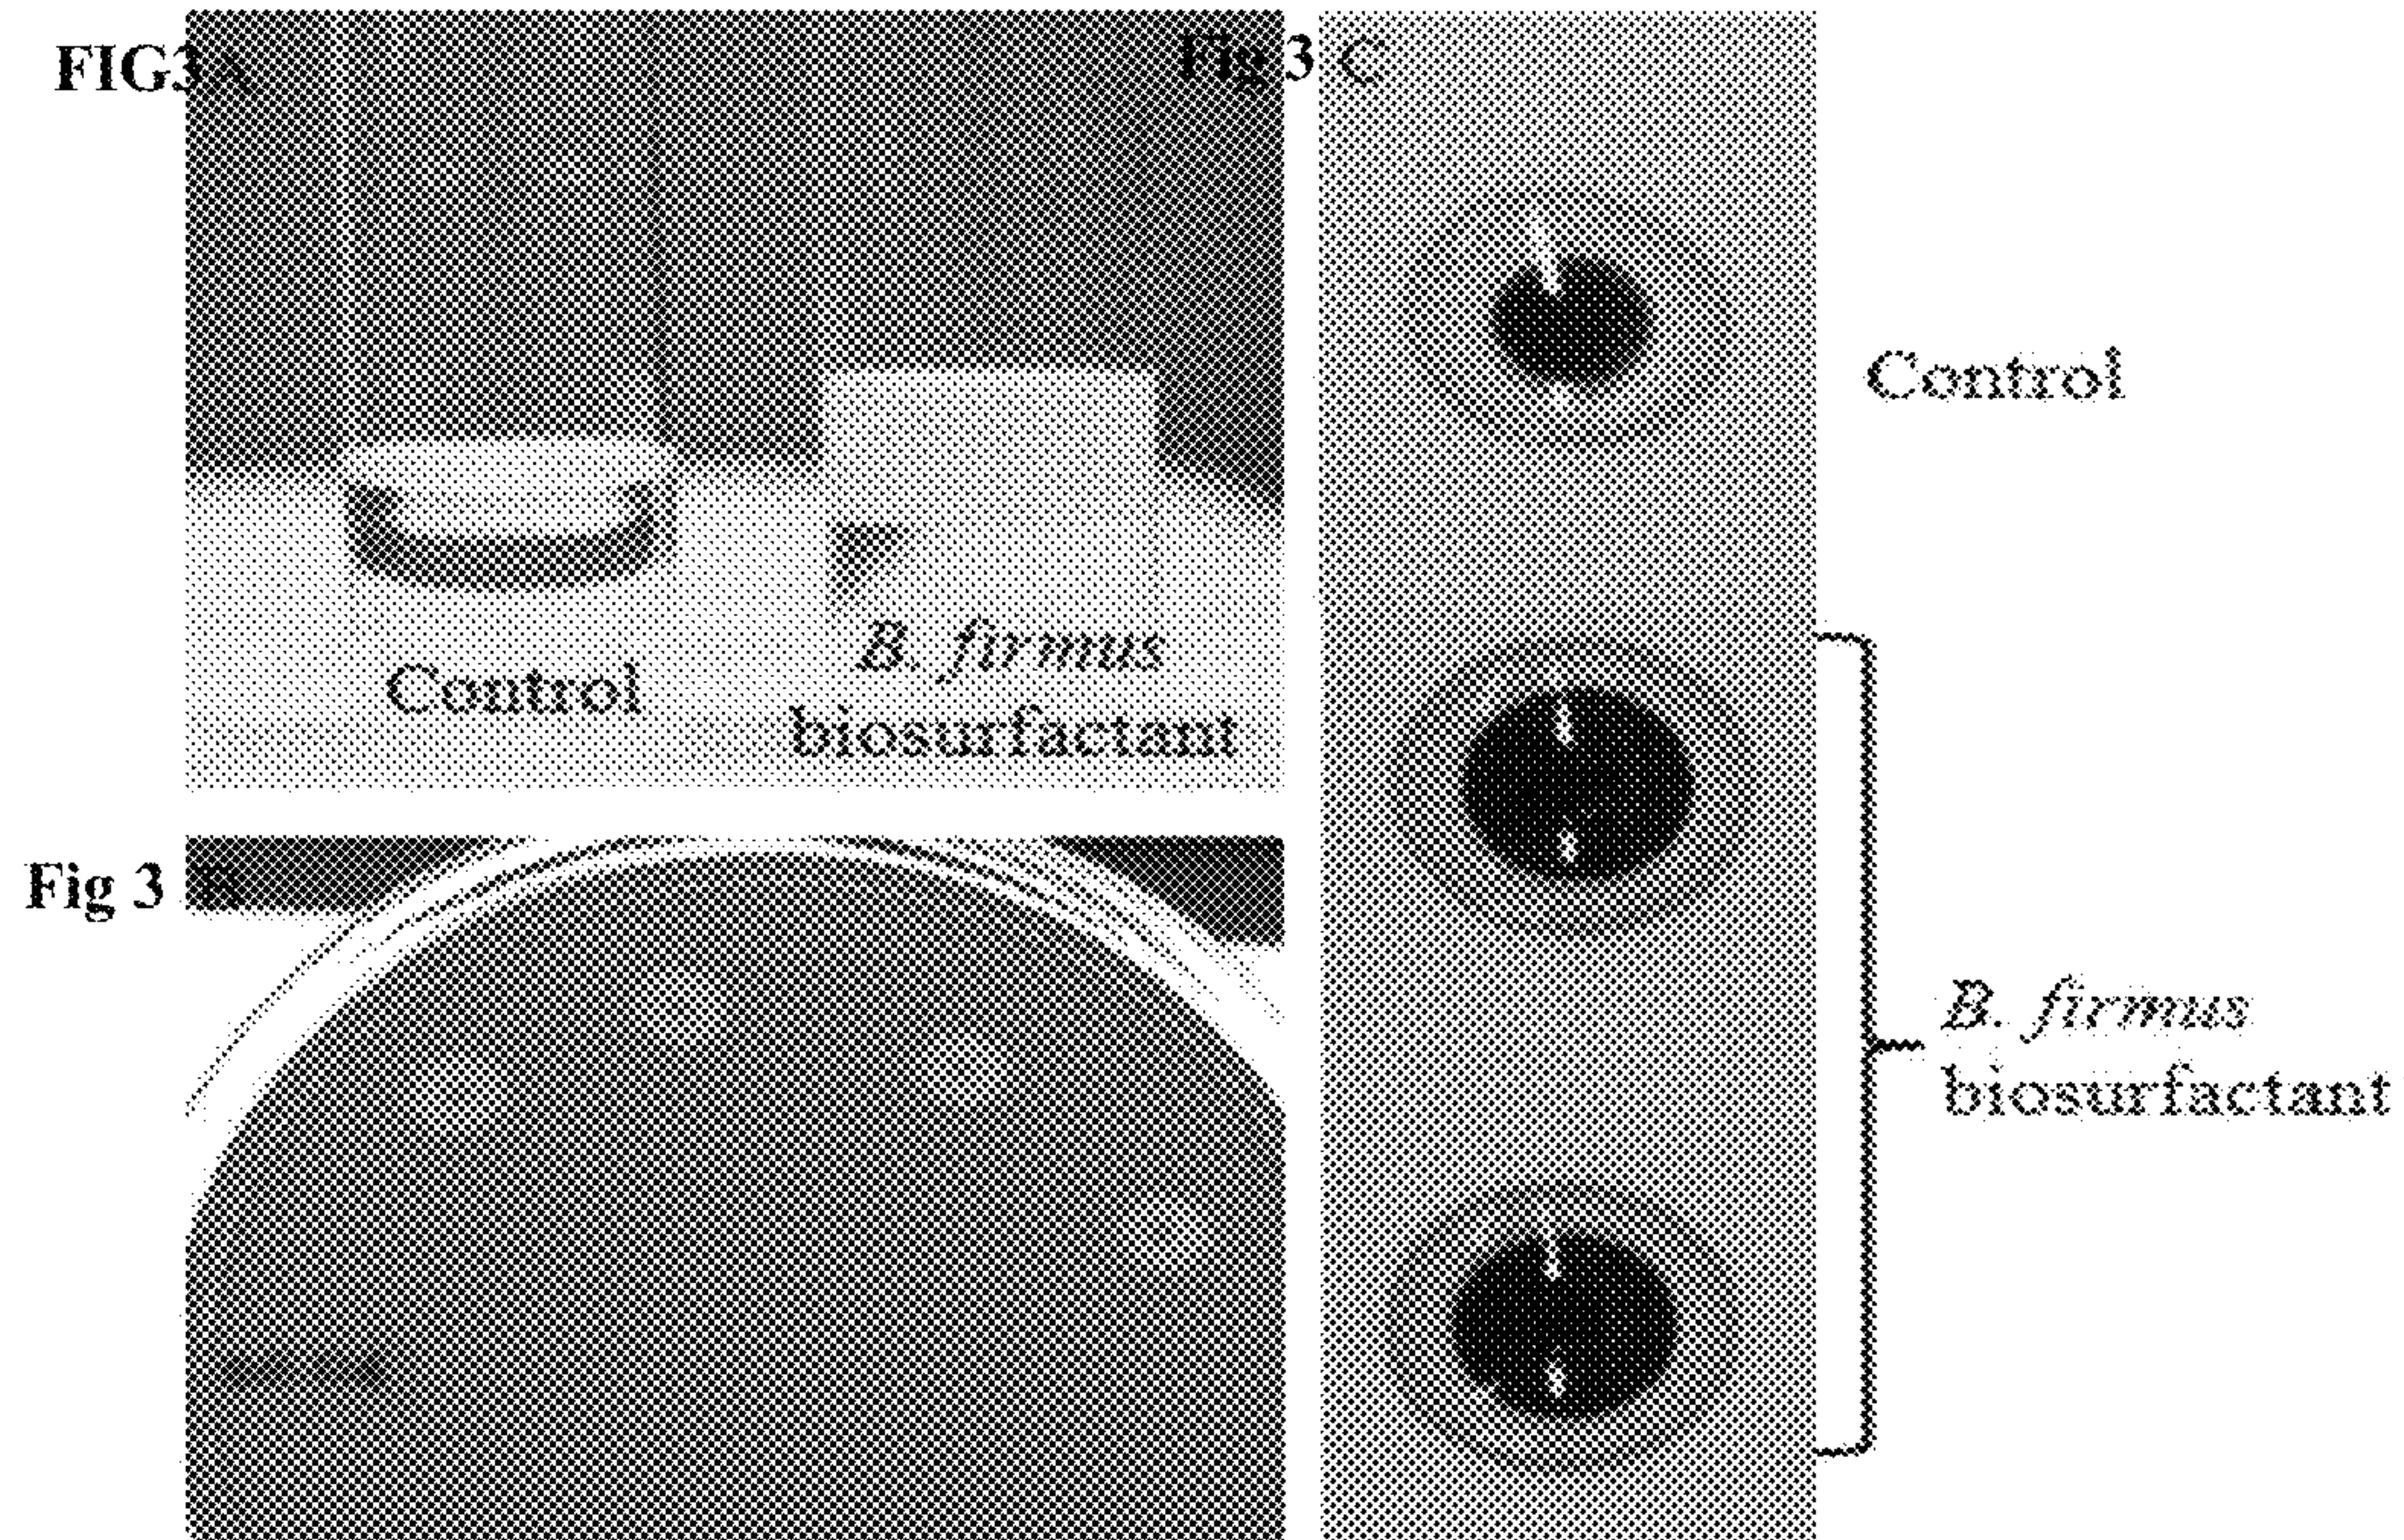 FIG3A
Control
B. firmus
biosurfactant
Fig 3 B
Fig 3 C
Control
B. firmus
biosurfactant